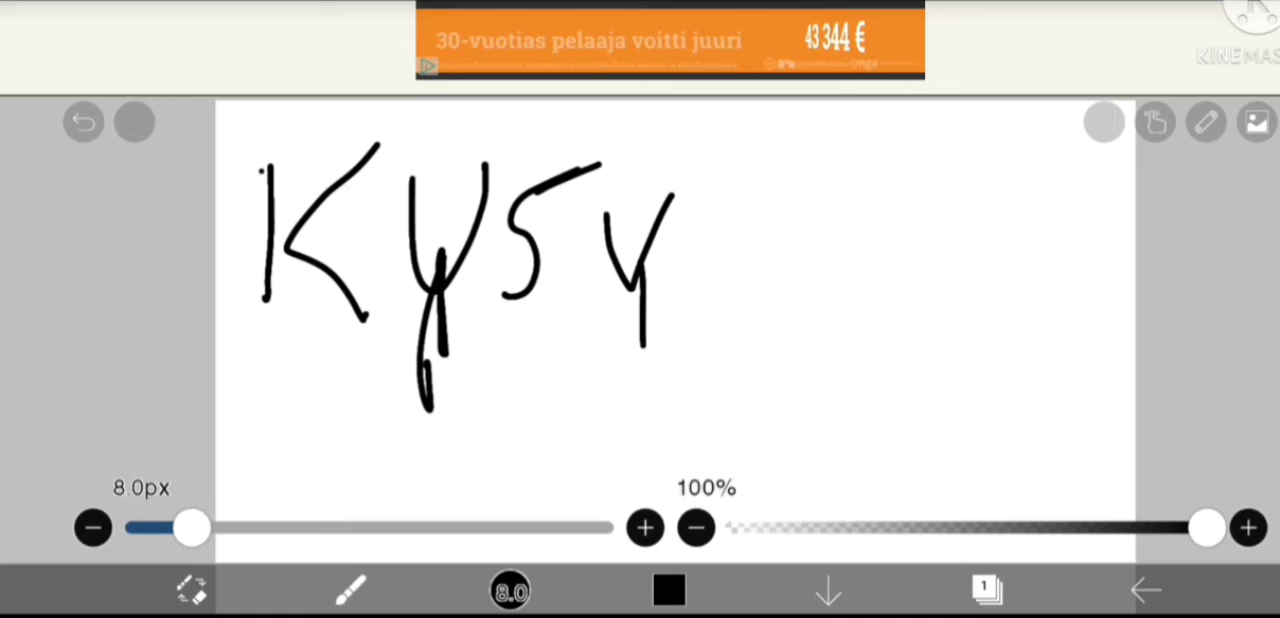 30-vuotias pelaaja voitti juuri 43 344 €
KINEMAS
KYSY
8.0px
100%
8.0
1